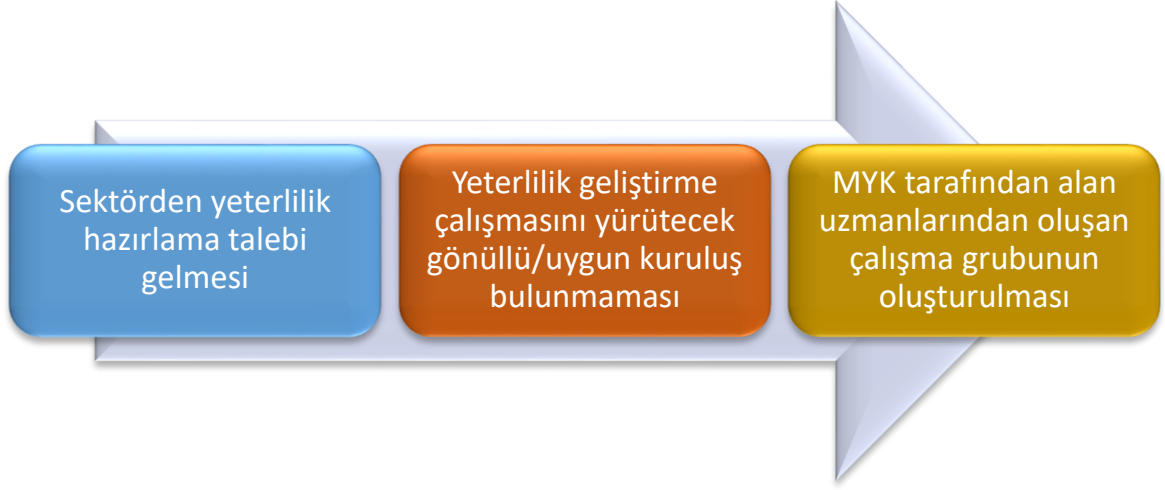 Sektörden yeterlilik
hazırlama talebi
gelmesi
Yeterlilik geliştirme
çalışmasını yürütecek
gönüllü/uygun kuruluş
bulunmaması
MYK tarafından alan
uzmanlarından oluşan
çalışma grubunun
oluşturulması